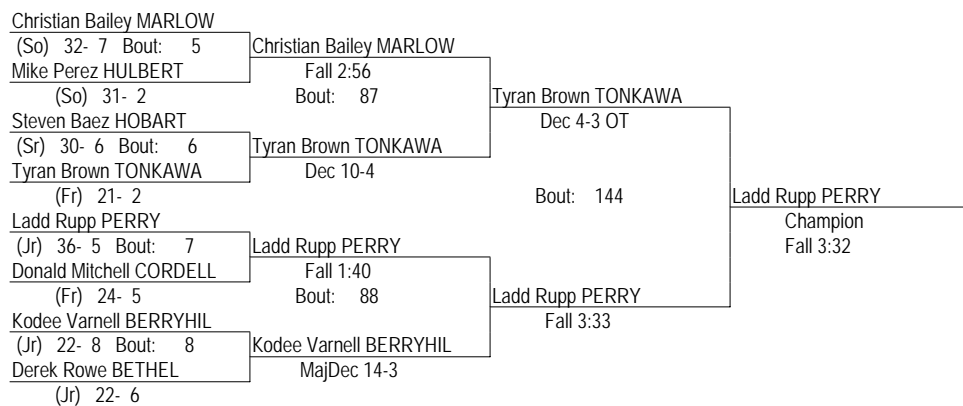 Christian Bailey MARLOW
(So) 32- 7 Bout: 5
Christian Bailey MARLOW
Mike Perez HULBERT
Fall 2:56
(So) 31- 2
Bout: 87
Tyran Brown TONKAWA
Steven Baez HOBART
Dec 4-3 OT
(Sr) 30- 6 Bout: 6
Tyran Brown TONKAWA
Tyran Brown TONKAWA
Dec 10-4
(Fr) 21- 2
Bout: 144
Ladd Rupp PERRY
Ladd Rupp PERRY
Champion
(Jr) 36- 5 Bout: 7
Ladd Rupp PERRY
Fall 3:32
Donald Mitchell CORDELL
Fall 1:40
(Fr) 24- 5
Bout: 88
Ladd Rupp PERRY
Kodee Varnell BERRYHIL
Fall 3:33
(Jr) 22- 8 Bout: 8
Kodee Varnell BERRYHIL
Derek Rowe BETHEL
MajDec 14-3
(Jr) 22- 6